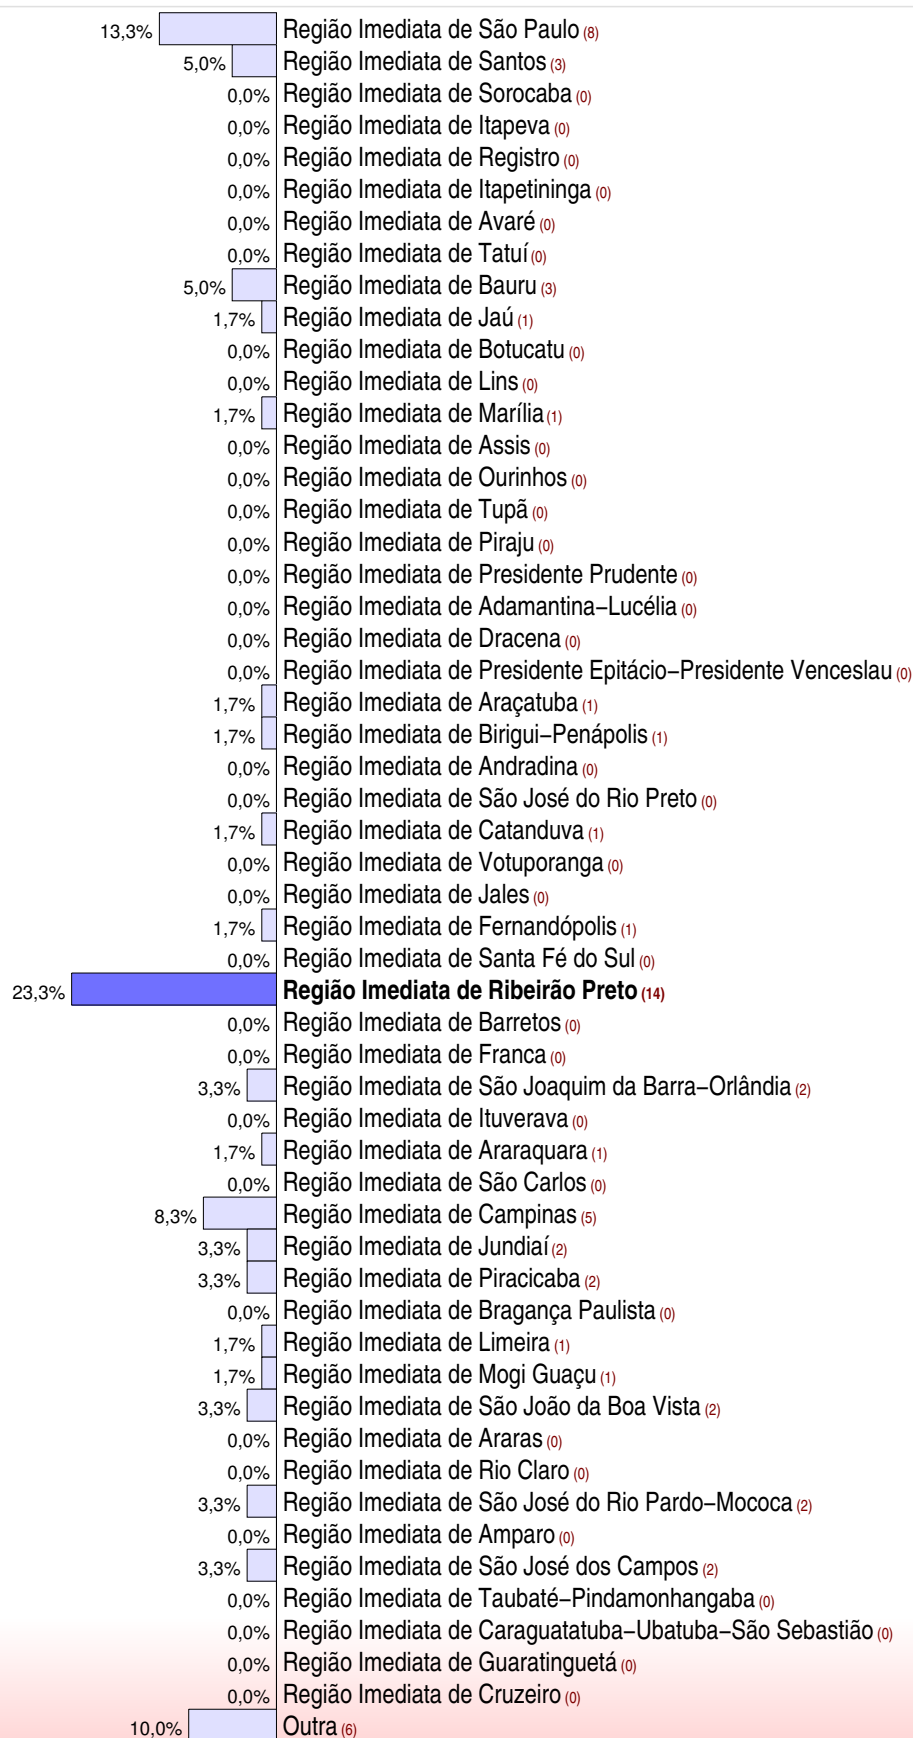 13,3% Região Imediata de São Paulo (8)
5,0% Região Imediata de Santos (3)
0,0% Região Imediata de Sorocaba (0)
0,0% Região Imediata de Itapeva (0)
0,0% Região Imediata de Registro (0)
0,0% Região Imediata de Itapetininga (0)
0,0% Região Imediata de Avaré (0)
0,0% Região Imediata de Tatuí (0)
5,0% Região Imediata de Bauru (3)
1,7% Região Imediata de Jaú (1)
0,0% Região Imediata de Botucatu (0)
0,0% Região Imediata de Lins (0)
1,7% Região Imediata de Marília (1)
0,0% Região Imediata de Assis (0)
0,0% Região Imediata de Ourinhos (0)
0,0% Região Imediata de Tupã (0)
0,0% Região Imediata de Piraju (0)
0,0% Região Imediata de Presidente Prudente (0)
0,0% Região Imediata de Adamantina–Lucélia (0)
0,0% Região Imediata de Dracena (0)
0,0% Região Imediata de Presidente Epitácio–Presidente Venceslau (0)
1,7% Região Imediata de Araçatuba (1)
1,7% Região Imediata de Birigui–Penápolis (1)
0,0% Região Imediata de Andradina (0)
0,0% Região Imediata de São José do Rio Preto (0)
1,7% Região Imediata de Catanduva (1)
0,0% Região Imediata de Votuporanga (0)
0,0% Região Imediata de Jales (0)
1,7% Região Imediata de Fernandópolis (1)
0,0% Região Imediata de Santa Fé do Sul (0)
23,3% Região Imediata de Ribeirão Preto (14)
0,0% Região Imediata de Barretos (0)
0,0% Região Imediata de Franca (0)
3,3% Região Imediata de São Joaquim da Barra–Orlândia (2)
0,0% Região Imediata de Ituverava (0)
1,7% Região Imediata de Araraquara (1)
0,0% Região Imediata de São Carlos (0)
8,3% Região Imediata de Campinas (5)
3,3% Região Imediata de Jundiaí (2)
3,3% Região Imediata de Piracicaba (2)
0,0% Região Imediata de Bragança Paulista (0)
1,7% Região Imediata de Limeira (1)
1,7% Região Imediata de Mogi Guaçu (1)
3,3% Região Imediata de São João da Boa Vista (2)
0,0% Região Imediata de Araras (0)
0,0% Região Imediata de Rio Claro (0)
3,3% Região Imediata de São José do Rio Pardo–Mococa (2)
0,0% Região Imediata de Amparo (0)
3,3% Região Imediata de São José dos Campos (2)
0,0% Região Imediata de Taubaté–Pindamonhangaba (0)
0,0% Região Imediata de Caraguatatuba–Ubatuba–São Sebastião (0)
0,0% Região Imediata de Guaratinguetá (0)
0,0% Região Imediata de Cruzeiro (0)
10,0% Outra (6)